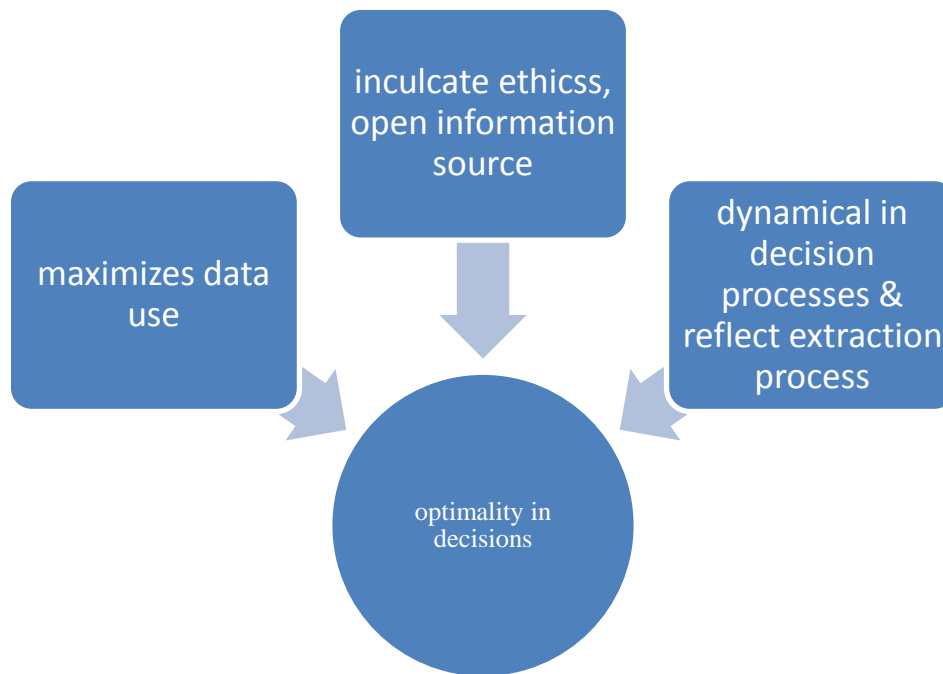 inculcate ethicss,
open information
source
maximizes data
use
dynamical in
decision
processes &
reflect extraction
process
optimality in
decisions